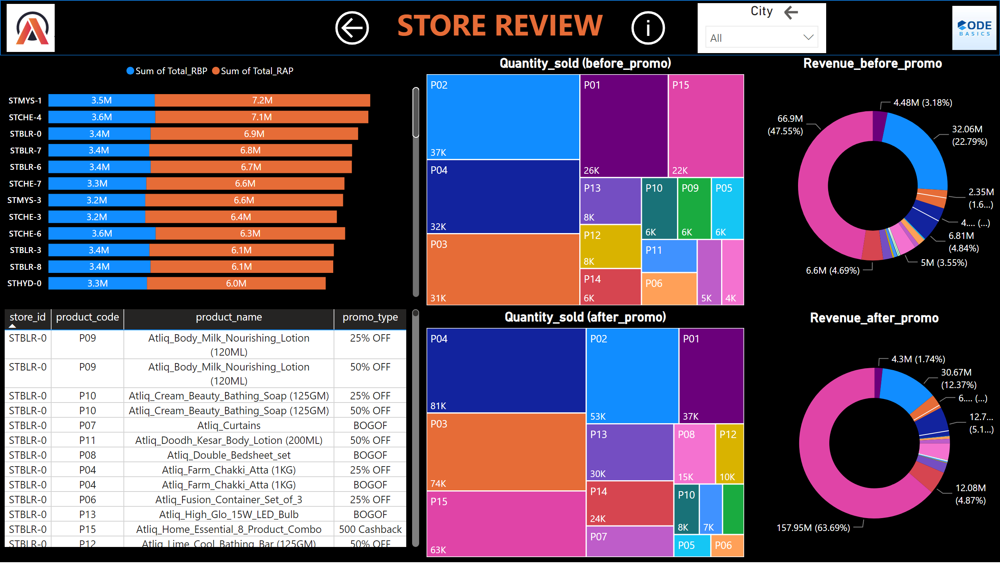 STORE REVIEW
i
City
All
CODE
BASICS
Sum of Total_RBP Sum of Total_RAP
STMYS-1 3.5M 7.2M
STCHE-4 3.6M 7.1M
STBLR-0 3.4M 6.9M
STBLR-7 3.4M 6.8M
STBLR-6 3.4M 6.7M
STCHE-7 3.3M 6.6M
STMYS-3 3.2M 6.6M
STCHE-3 3.2M 6.4M
STCHE-6 3.6M 6.3M
STBLR-3 3.4M 6.1M
STBLR-8 3.4M 6.1M
STHYD-0 3.3M 6.0M
Quantity_sold (before_promo)
P02
37K
P04
32K
P03
31K
P01
26K
P15
22K
P13
8K
P12
8K
P14
6K
P10
6K
P09
6K
P05
6K
P11
P06
5K
4K
Revenue_before_promo
4.48M (3.18%)
66.9M
(47.55%)
32.06M
(22.79%)
2.35M
(1.6...)
4.... (...)
6.81M
(4.84%)
5M (3.55%)
6.6M (4.69%)
store_id product_code product_name promo_type
STBLR-0 P09 Atliq_Body_Milk_Nourishing_Lotion 25% OFF
(120ML)
STBLR-0 P09 Atliq_Body_Milk_Nourishing_Lotion 50% OFF
(120ML)
STBLR-0 P10 Atliq_Cream_Beauty_Bathing_Soap (125GM) 25% OFF
STBLR-0 P10 Atliq_Cream_Beauty_Bathing_Soap (125GM) 50% OFF
STBLR-0 P07 Atliq_Curtains BOGOF
STBLR-0 P11 Atliq_Doodh_Kesar_Body_Lotion (200ML) 50% OFF
STBLR-0 P08 Atliq_Double_Bedsheet_set BOGOF
STBLR-0 P04 Atliq_Farm_Chakki_Atta (1KG) 25% OFF
STBLR-0 P04 Atliq_Farm_Chakki_Atta (1KG) BOGOF
STBLR-0 P06 Atliq_Fusion_Container_Set_of_3 25% OFF
STBLR-0 P13 Atliq_High_Glo_15W_LED_Bulb BOGOF
STBLR-0 P15 Atliq_Home_Essential_8_Product_Combo 500 Cashback
STBLR-0 P12 Atliq_Lime_Cool_Bathing_Bar (125GM) 50% OFF
Quantity_sold (after_promo)
P04
81K
P03
74K
P15
63K
P02
53K
P01
37K
P13
30K
P14
24K
P07
P08
15K
P12
10K
P10
8K
7K
P05
P06
Revenue_after_promo
4.3M (1.74%)
30.67M
(12.37%)
6.... (...)
12.7...
(5.1...)
12.08M
(4.87%)
157.95M (63.69%)